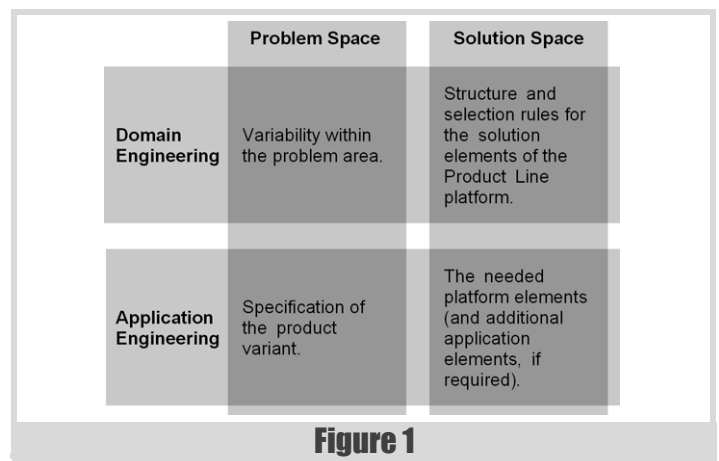 Problem Space
Solution Space
Domain
Engineering
Variability within
the problem area.
Structure and
selection rules for
the solution
elements of the
Product Line
platform.
Application
Engineering
Specification of
the product
variant.
The needed
platform elements
(and additional
application
elements, if
required).
Figure 1